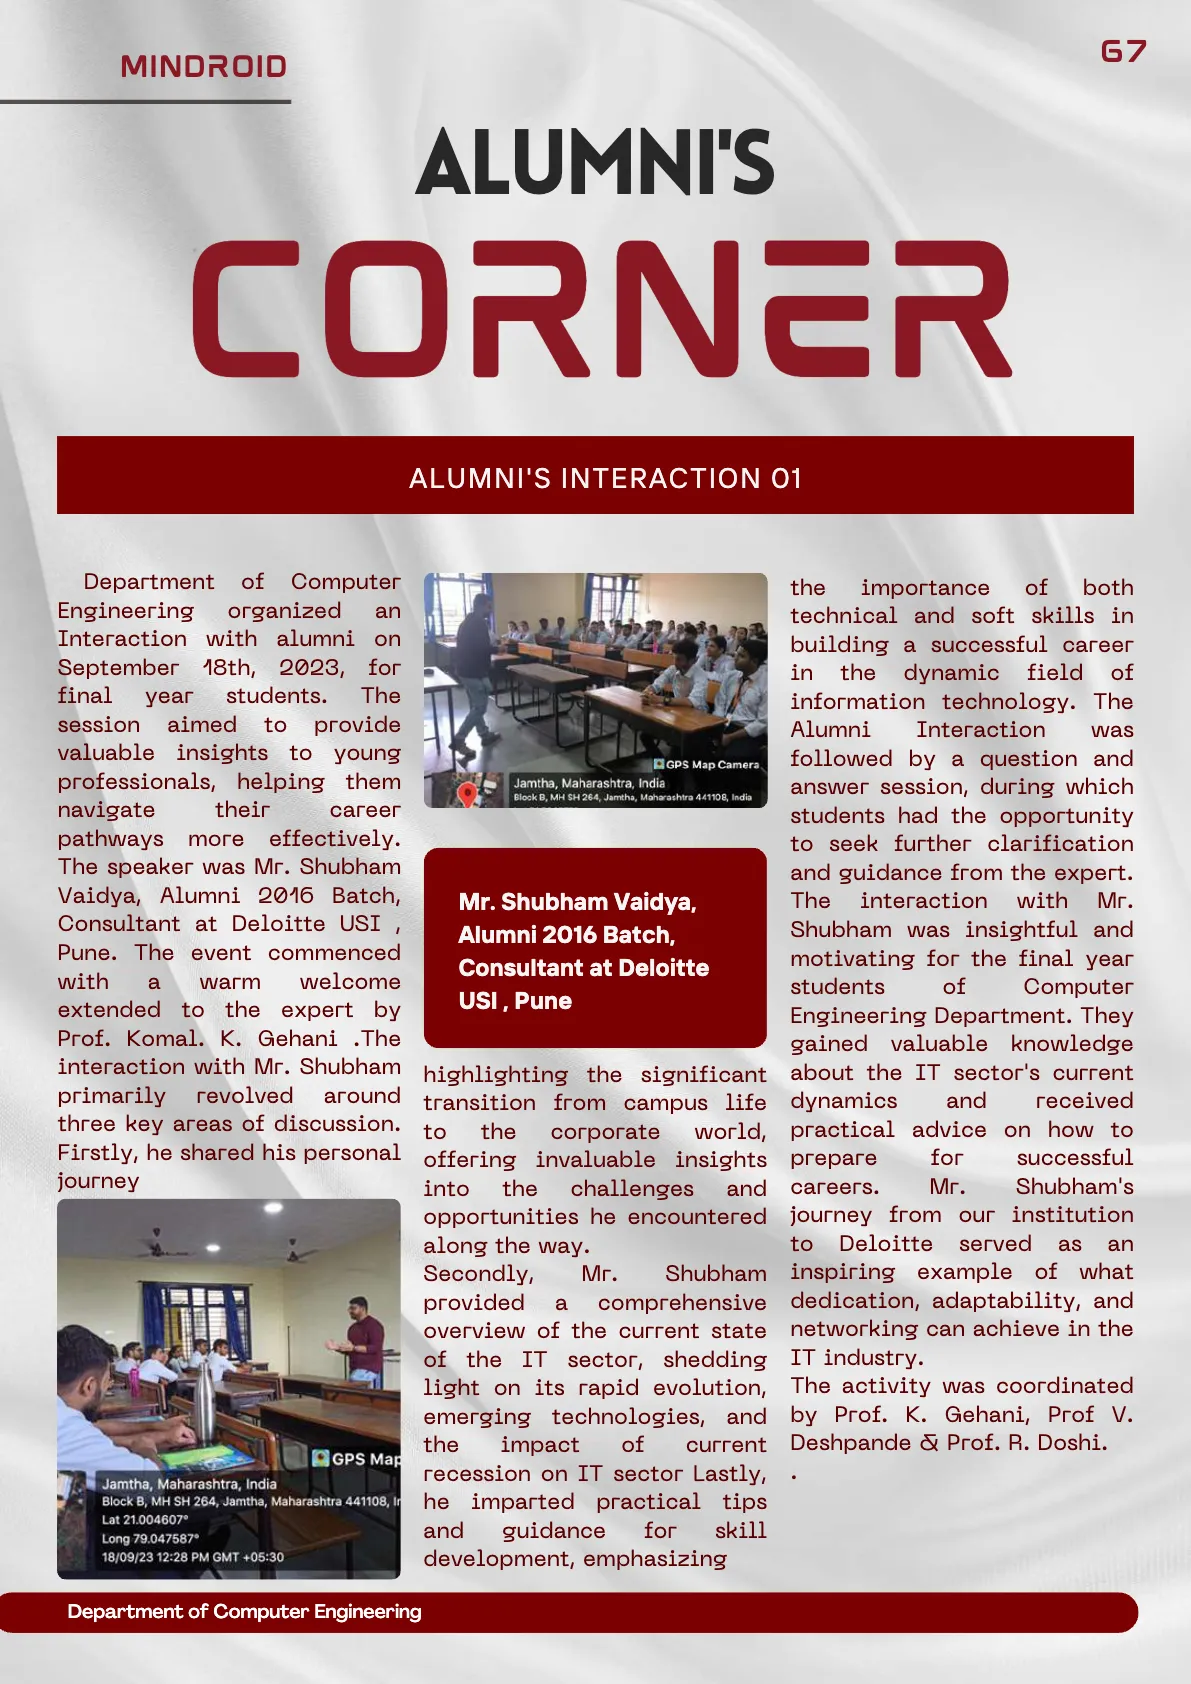 MINDROID
67
ALUMNI'S
CORNER
ALUMNI'S INTERACTION 01
Department of Computer
Engineering organized an
Interaction with alumni on
September 18th, 2023, for
final year students. The
session aimed to provide
valuable insights to young
professionals, helping them
navigate their career
pathways more effectively.
The speaker was Mr. Shubham
Vaidya, Alumni 2016 Batch,
Consultant at Deloitte USI ,
Pune. The event commenced
with a warm welcome
extended to the expert by
Prof. Komal. K. Gehani .The
interaction with Mr. Shubham
primarily revolved around
three key areas of discussion.
Firstly, he shared his personal
journey
GPS Map
Jamtha, Maharashtra, India
Block B, MH SH 264, Jamtha, Maharashtra 441108, Ir
Lat 21.004607°
Long 79.047587°
18/09/23 12:28 PM GMT +05:30
GPS Map Camera
Jamtha, Maharashtra, India
Block B, MH SH 264, Jamtha, Maharashtra 441108, India
Mr. Shubham Vaidya,
Alumni 2016 Batch,
Consultant at Deloitte
USI , Pune
highlighting the significant
transition from campus life
to the corporate world,
offering invaluable insights
into the challenges and
opportunities he encountered
along the way.
Secondly, Mr. Shubham
provided a comprehensive
overview of the current state
of the IT sector, shedding
light on its rapid evolution,
emerging technologies, and
the impact of current
recession on IT sector Lastly,
he imparted practical tips
and guidance for skill
development, emphasizing
the importance of both
technical and soft skills in
building a successful career
in the dynamic field of
information technology. The
Alumni Interaction was
followed by a question and
answer session, during which
students had the opportunity
to seek further clarification
and guidance from the expert.
The interaction with Mr.
Shubham was insightful and
motivating for the final year
students of Computer
Engineering Department. They
gained valuable knowledge
about the IT sector's current
dynamics and received
practical advice on how to
prepare for successful
careers. Mr. Shubham's
journey from our institution
to Deloitte served as an
inspiring example of what
dedication, adaptability, and
networking can achieve in the
IT industry.
The activity was coordinated
by Prof. K. Gehani, Prof V.
Deshpande & Prof. R. Doshi.
.
Department of Computer Engineering